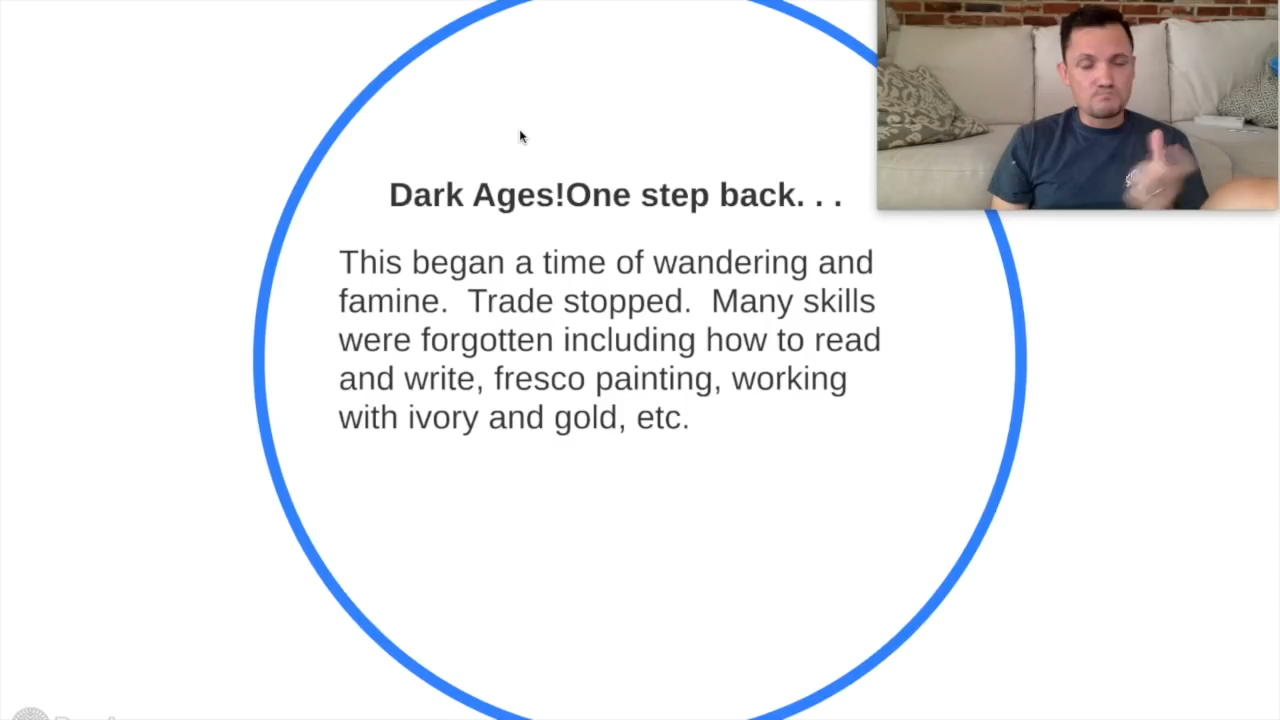 Dark Ages!One step back. . .
This began a time of wandering and
famine.  Trade stopped.  Many skills
were forgotten including how to read
and write, fresco painting, working
with ivory and gold, etc.